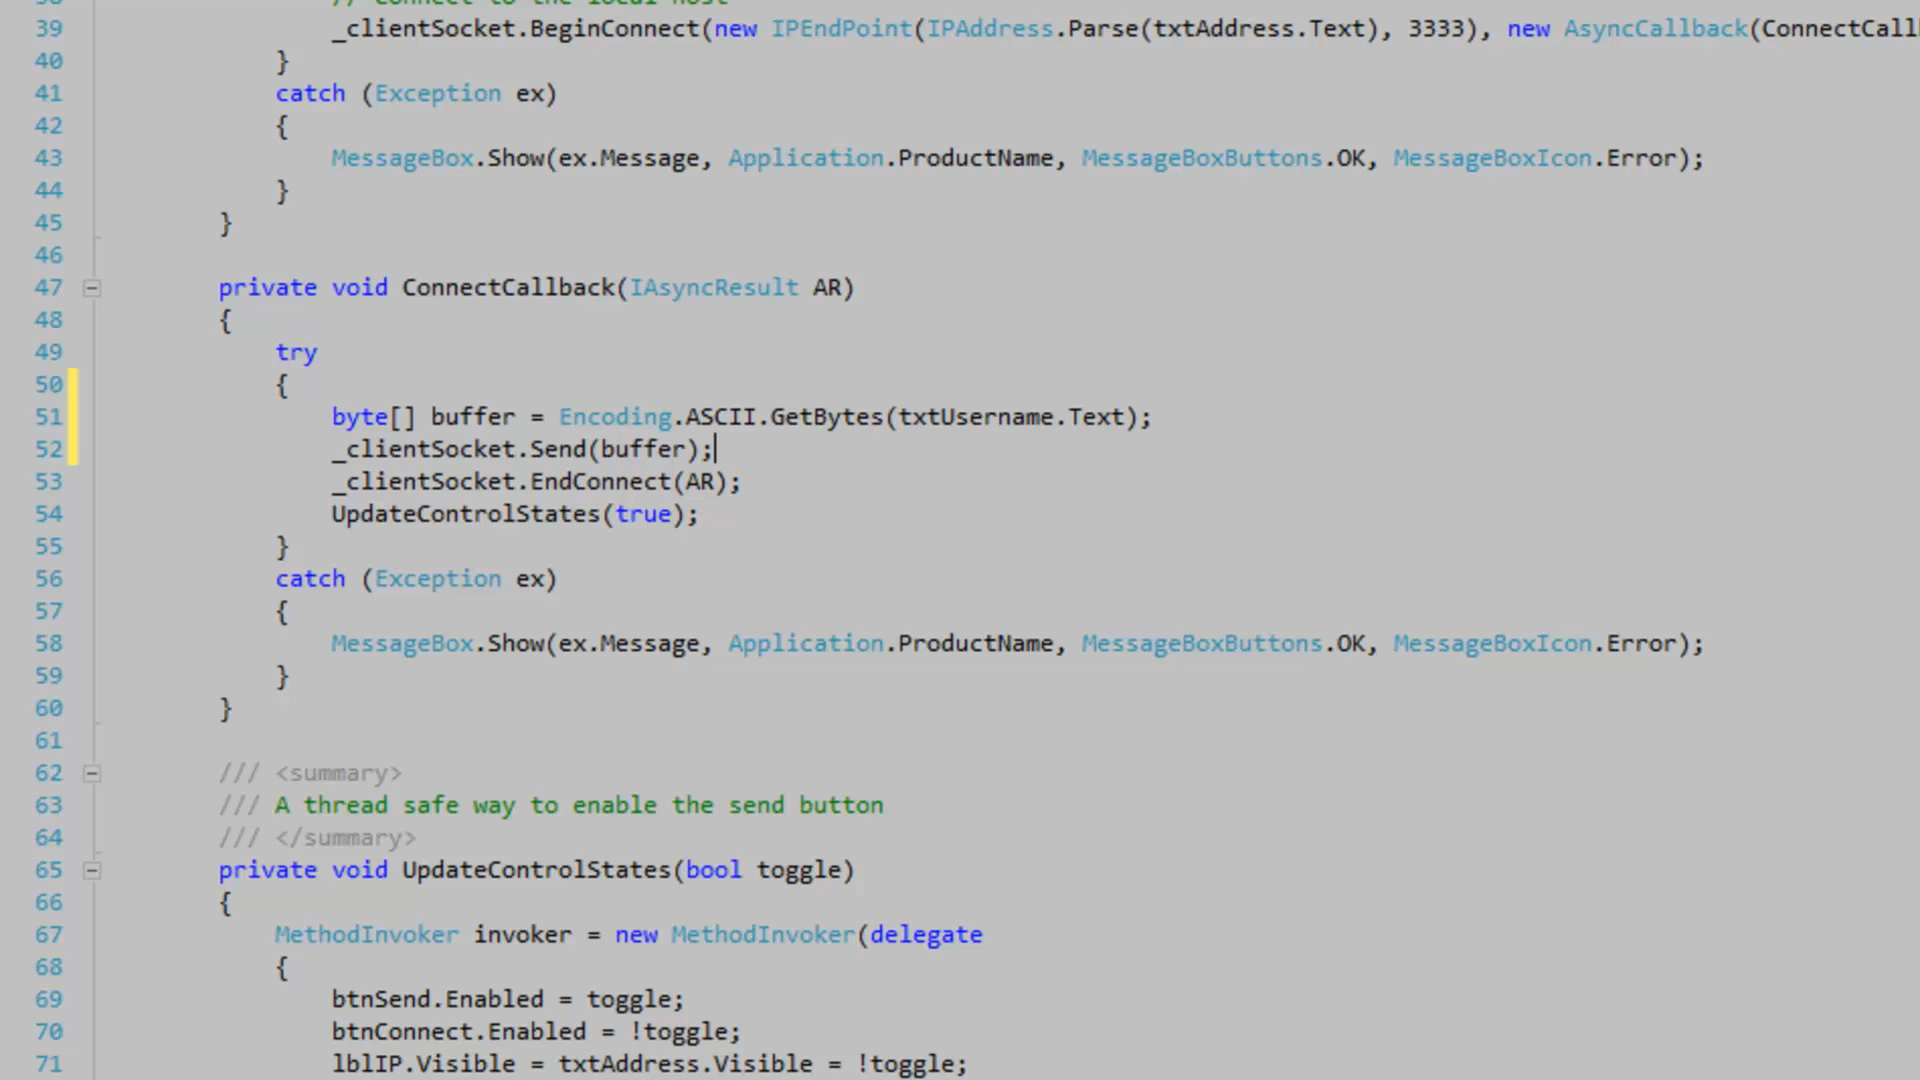 // Connect to the local host
39 _clientSocket.BeginConnect(new IPEndPoint(IPAddress.Parse(txtAddress.Text), 3333), new AsyncCallback(ConnectCall
40 }
41 catch (Exception ex)
42 {
43 MessageBox.Show(ex.Message, Application.ProductName, MessageBoxButtons.OK, MessageBoxIcon.Error);
44 }
45 }
46
47 private void ConnectCallback(IAsyncResult AR)
48 {
49 try
50 {
51 byte[] buffer = Encoding.ASCII.GetBytes(txtUsername.Text);
52 _clientSocket.Send(buffer);
53 _clientSocket.EndConnect(AR);
54 UpdateControlStates(true);
55 }
56 catch (Exception ex)
57 {
58 MessageBox.Show(ex.Message, Application.ProductName, MessageBoxButtons.OK, MessageBoxIcon.Error);
59 }
60 }
61
62 /// <summary>
63 /// A thread safe way to enable the send button
64 /// </summary>
65 private void UpdateControlStates(bool toggle)
66 {
67 MethodInvoker invoker = new MethodInvoker(delegate
68 {
69 btnSend.Enabled = toggle;
70 btnConnect.Enabled = !toggle;
71 lblIP.Visible = txtAddress.Visible = !toggle;